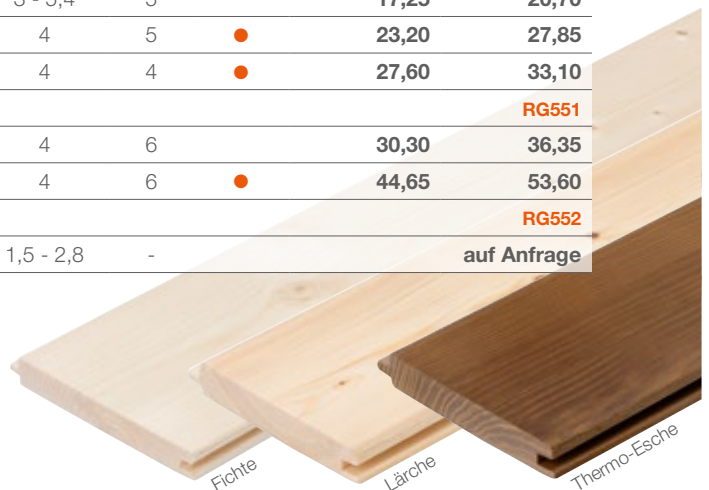 4 5 ● 23,20 27,85
4 4 ● 27,60 33,10
RG551
4 6 30,30 36,35
4 6 ● 44,65 53,60
RG552
1,5 - 2,8 - auf Anfrage
Fichte
Lärche
Thermo-Esche